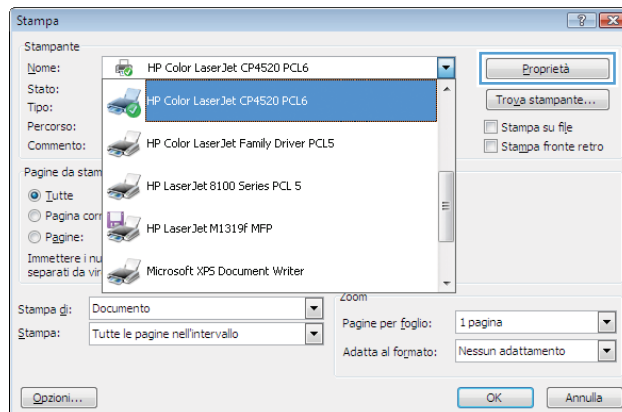 Stampa
Stampante
Nome: HP Color LaserJet CP4520 PCL6
Proprietà
Stato:
HP Color LaserJet CP4520 PCL6
Trova stampante...
Tipo:
Percorso:
Stampa su file
Commento:
HP Color LaserJet Family Driver PCL5
Stampa fronte retro
Pagine da stam
HP LaserJet 8100 Series PCL 5
Tutte
Pagina corr
HP LaserJet M1319f MFP
Pagine:
Immettere i nu
separati da vir
Microsoft XPS Document Writer
Zoom
Stampa di: Documento
Pagine per foglio: 1 pagina
Stampa: Tutte le pagine nell'intervallo
Adatta al formato: Nessun adattamento
Opzioni...
OK
Annulla